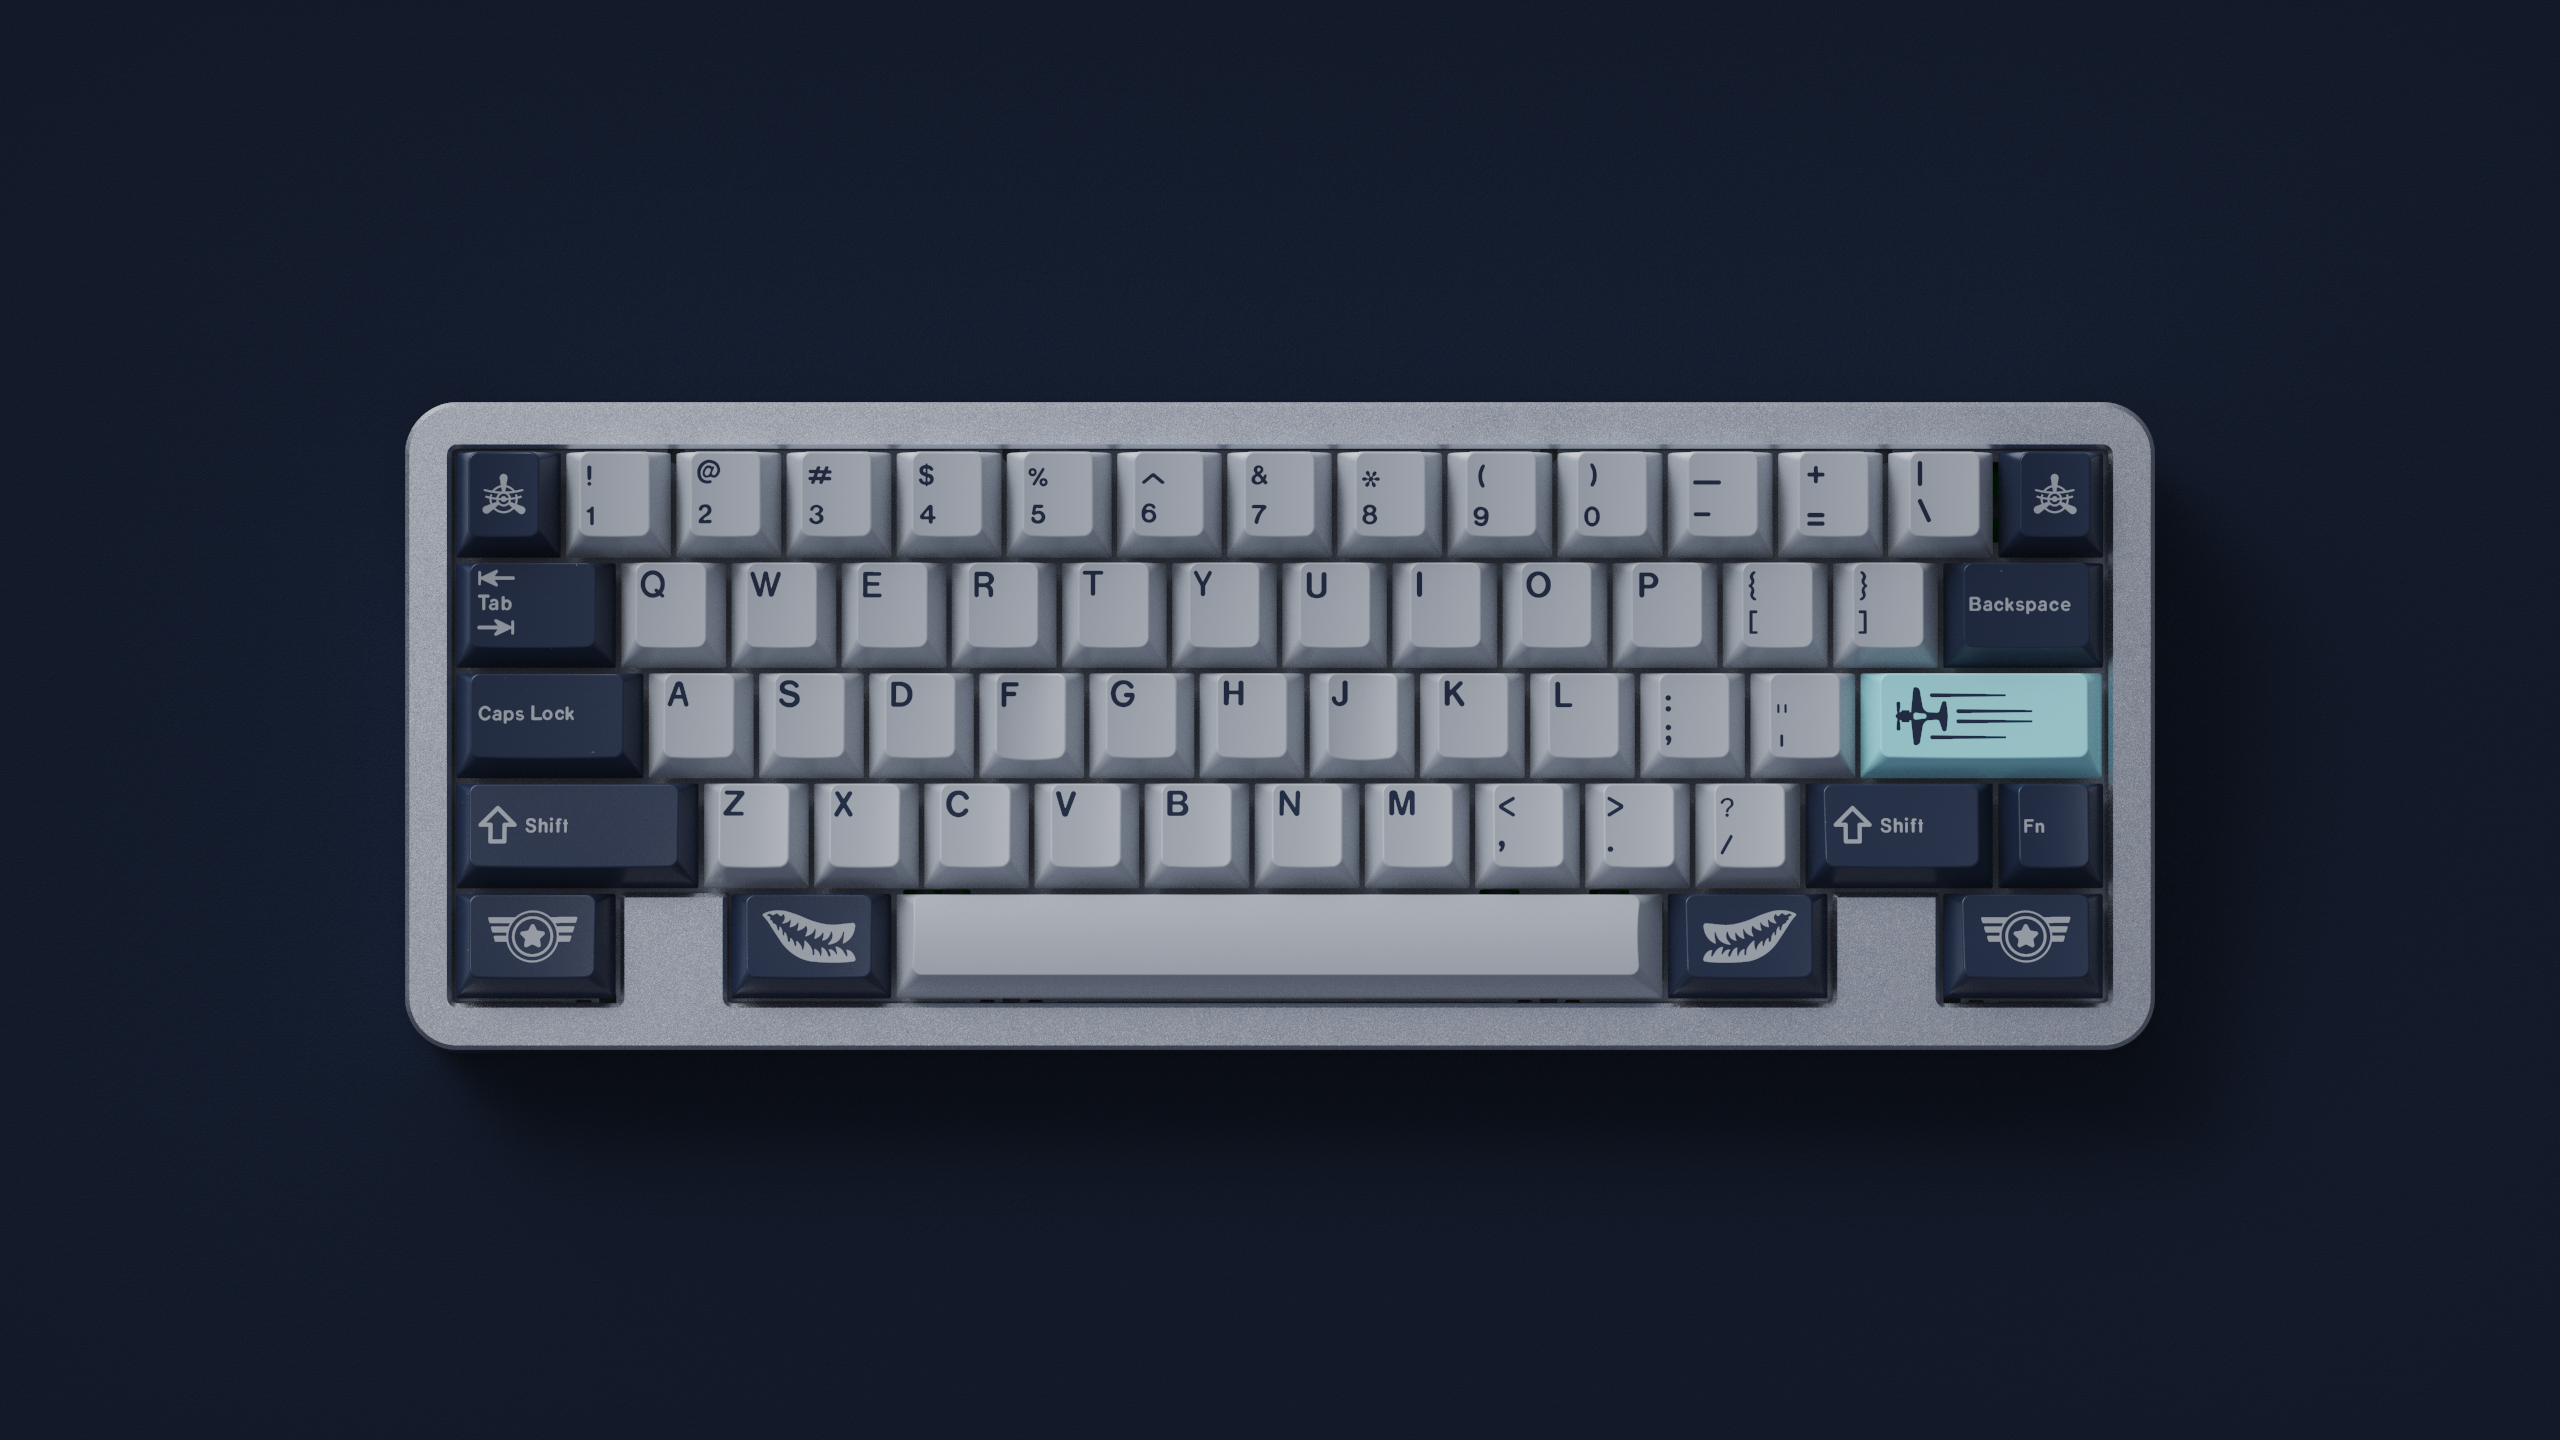 ! @ # $ % ^ & * ( ) — + |
1 2 3 4 5 6 7 8 9 0 - = \
Tab Q W E R T Y U I O P { } Backspace
[ ]
Caps Lock A S D F G H J K L : "
; '
Shift Z X C V B N M < > ? Shift Fn
, . /